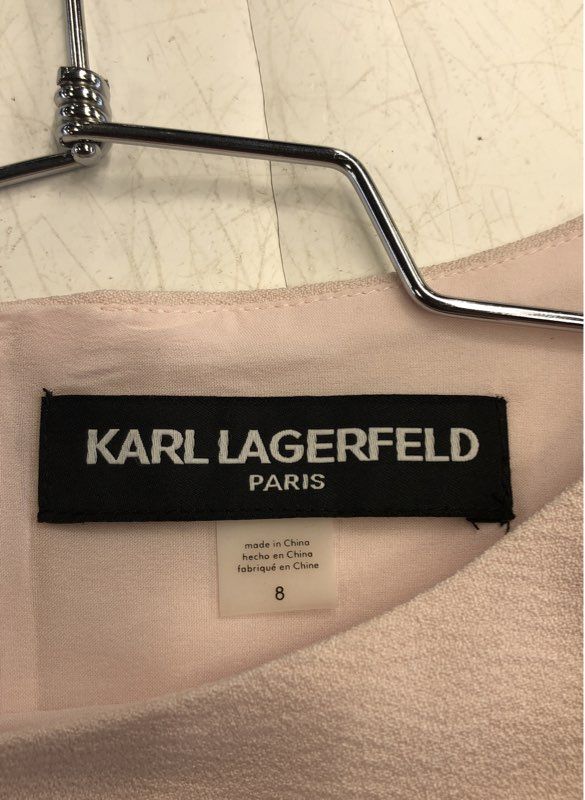 KARL LAGERFELD
PARIS
made in China
hecho en China
fabriqué en Chine
8